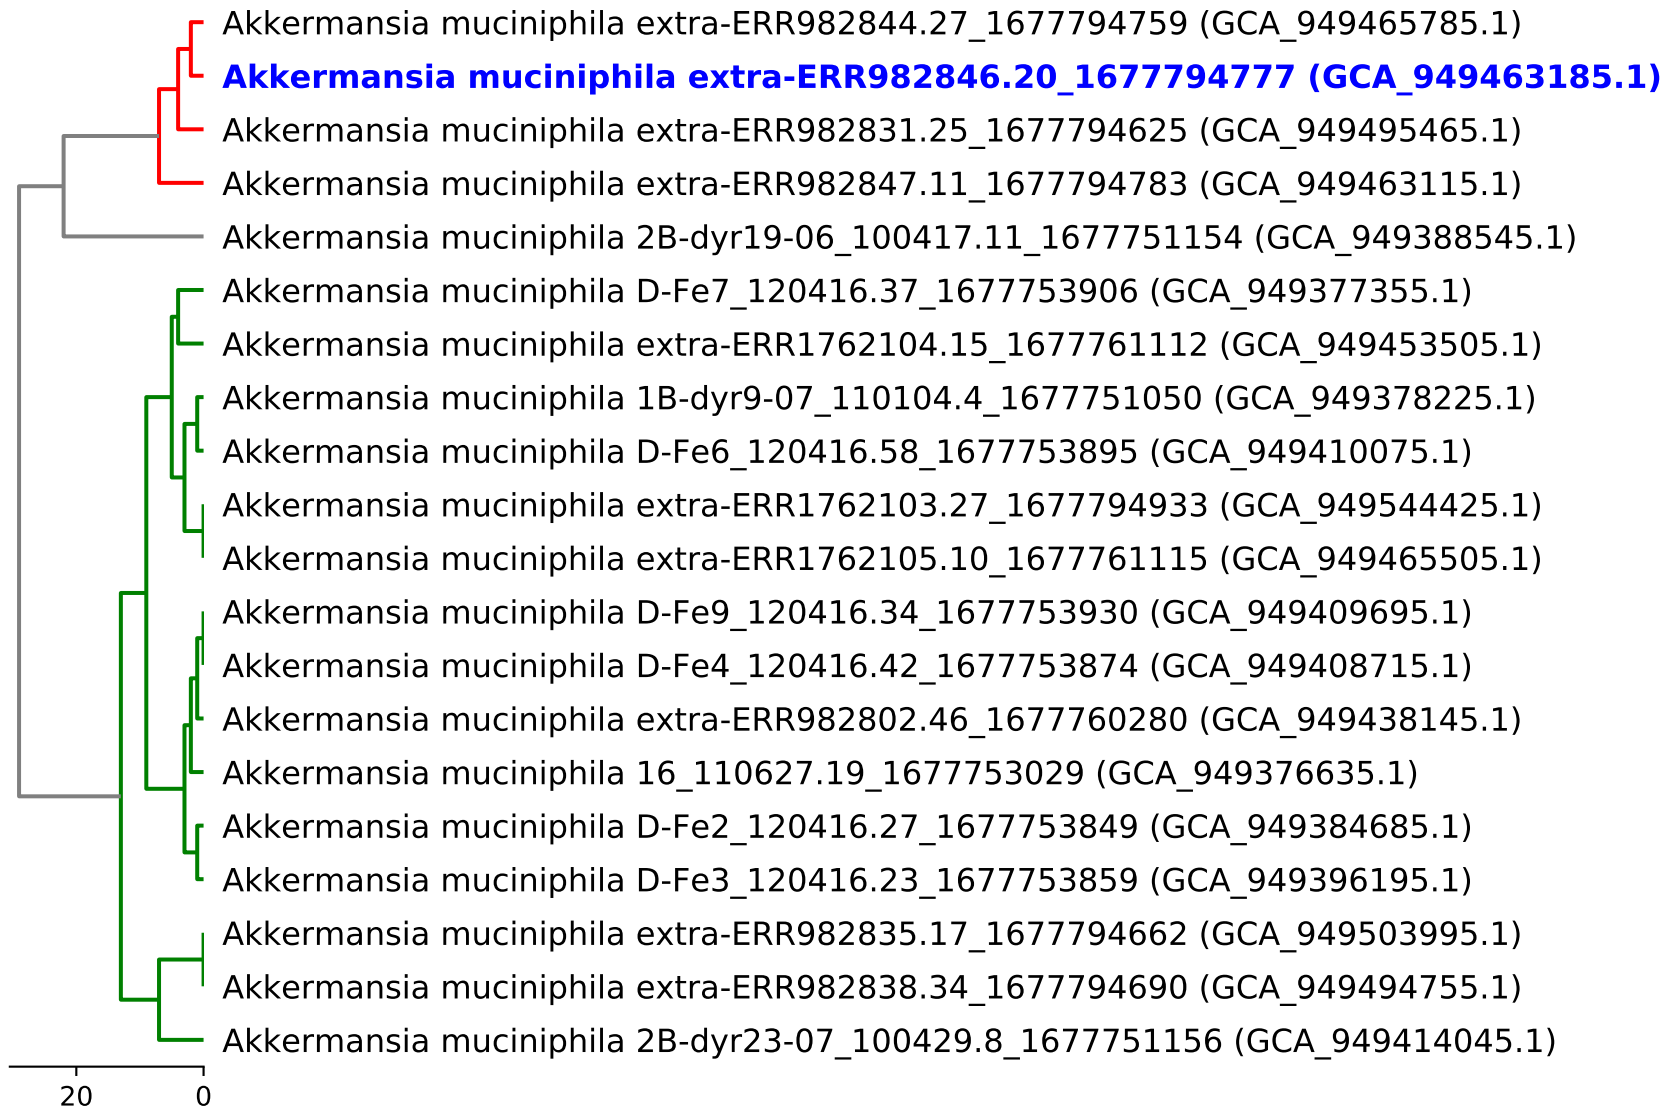 Akkermansia muciniphila extra-ERR982844.27_1677794759 (GCA_949465785.1)
Akkermansia muciniphila extra-ERR982846.20_1677794777 (GCA_949463185.1)
Akkermansia muciniphila extra-ERR982831.25_1677794625 (GCA_949495465.1)
Akkermansia muciniphila extra-ERR982847.11_1677794783 (GCA_949463115.1)
Akkermansia muciniphila 2B-dyr19-06_100417.11_1677751154 (GCA_949388545.1)
Akkermansia muciniphila D-Fe7_120416.37_1677753906 (GCA_949377355.1)
Akkermansia muciniphila extra-ERR1762104.15_1677761112 (GCA_949453505.1)
Akkermansia muciniphila 1B-dyr9-07_110104.4_1677751050 (GCA_949378225.1)
Akkermansia muciniphila D-Fe6_120416.58_1677753895 (GCA_949410075.1)
Akkermansia muciniphila extra-ERR1762103.27_1677794933 (GCA_949544425.1)
Akkermansia muciniphila extra-ERR1762105.10_1677761115 (GCA_949465505.1)
Akkermansia muciniphila D-Fe9_120416.34_1677753930 (GCA_949409695.1)
Akkermansia muciniphila D-Fe4_120416.42_1677753874 (GCA_949408715.1)
Akkermansia muciniphila extra-ERR982802.46_1677760280 (GCA_949438145.1)
Akkermansia muciniphila 16_110627.19_1677753029 (GCA_949376635.1)
Akkermansia muciniphila D-Fe2_120416.27_1677753849 (GCA_949384685.1)
Akkermansia muciniphila D-Fe3_120416.23_1677753859 (GCA_949396195.1)
Akkermansia muciniphila extra-ERR982835.17_1677794662 (GCA_949503995.1)
Akkermansia muciniphila extra-ERR982838.34_1677794690 (GCA_949494755.1)
Akkermansia muciniphila 2B-dyr23-07_100429.8_1677751156 (GCA_949414045.1)
20 0